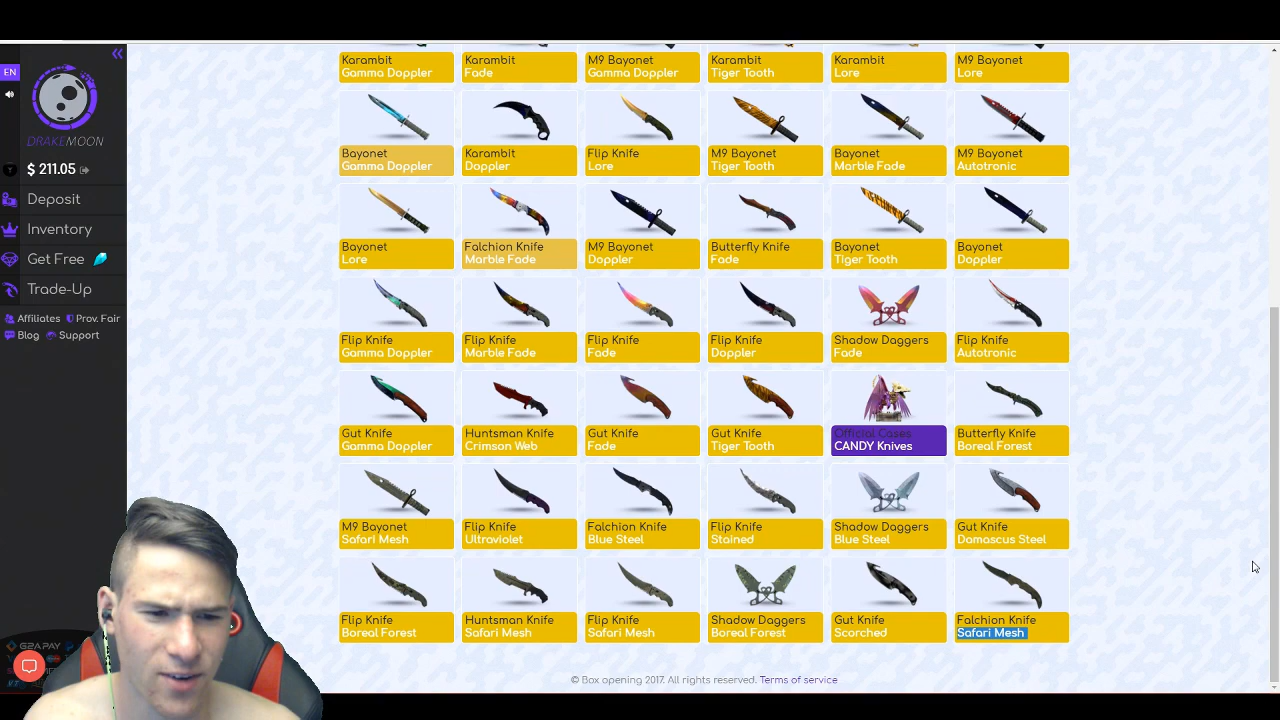 EN
DRAKEMOON
$ 211.05
Deposit
Inventory
Get Free
Trade-Up
Affiliates Prov. Fair
Blog Support
G2A PAY
Karambit Karambit M9 Bayonet Karambit Karambit M9 Bayonet
Gamma Doppler Fade Gamma Doppler Tiger Tooth Lore Lore
Bayonet Karambit Flip Knife M9 Bayonet Bayonet M9 Bayonet
Gamma Doppler Doppler Lore Tiger Tooth Marble Fade Autotronic
Bayonet Falchion Knife M9 Bayonet Butterfly Knife Bayonet Bayonet
Lore Marble Fade Doppler Fade Tiger Tooth Doppler
Flip Knife Flip Knife Flip Knife Flip Knife Shadow Daggers Flip Knife
Gamma Doppler Marble Fade Fade Doppler Fade Autotronic
Gut Knife Huntsman Knife Gut Knife Gut Knife Official Cases Butterfly Knife
Gamma Doppler Crimson Web Fade Tiger Tooth CANDY Knives Boreal Forest
M9 Bayonet Flip Knife Falchion Knife Flip Knife Shadow Daggers Gut Knife
Safari Mesh Ultraviolet Blue Steel Stained Blue Steel Damascus Steel
Flip Knife Huntsman Knife Flip Knife Shadow Daggers Gut Knife Falchion Knife
Boreal Forest Safari Mesh Safari Mesh Boreal Forest Scorched Safari Mesh
© Box opening 2017. All rights reserved. Terms of service